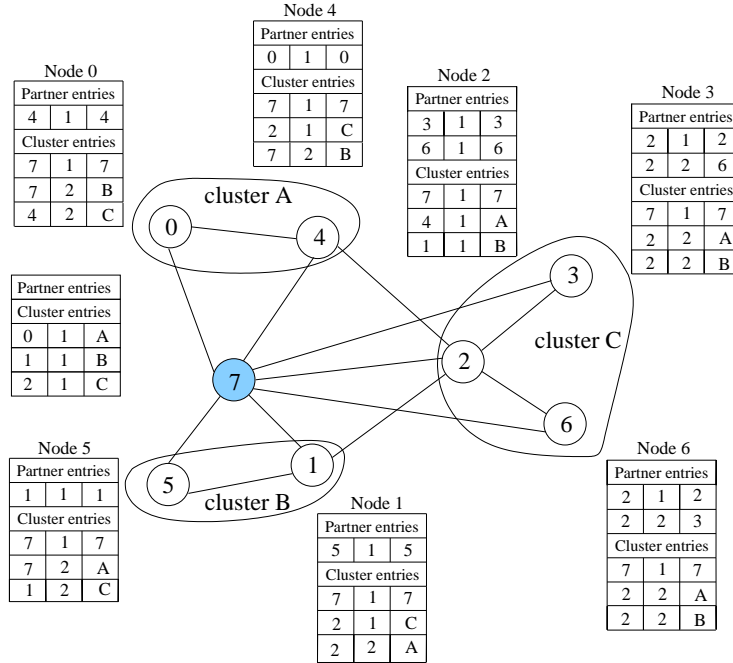 Node 4
Partner entries
0 1 0
Cluster entries
7 1 7
2 1 C
7 2 B
Node 0
Partner entries
4 1 4
Cluster entries
7 1 7
7 2 B
4 2 C
Node 2
Partner entries
3 1 3
6 1 6
Cluster entries
7 1 7
4 1 A
1 1 B
Node 3
Partner entries
2 1 2
2 2 6
Cluster entries
7 1 7
2 2 A
2 2 B
cluster A
0
4
3
cluster C
2
6
7
Partner entries
Cluster entries
0 1 A
1 1 B
2 1 C
1
5
cluster B
Node 5
Partner entries
1 1 1
Cluster entries
7 1 7
7 2 A
1 2 C
Node 1
Partner entries
5 1 5
Cluster entries
7 1 7
2 1 C
2 2 A
Node 6
Partner entries
2 1 2
2 2 3
Cluster entries
7 1 7
2 2 A
2 2 B